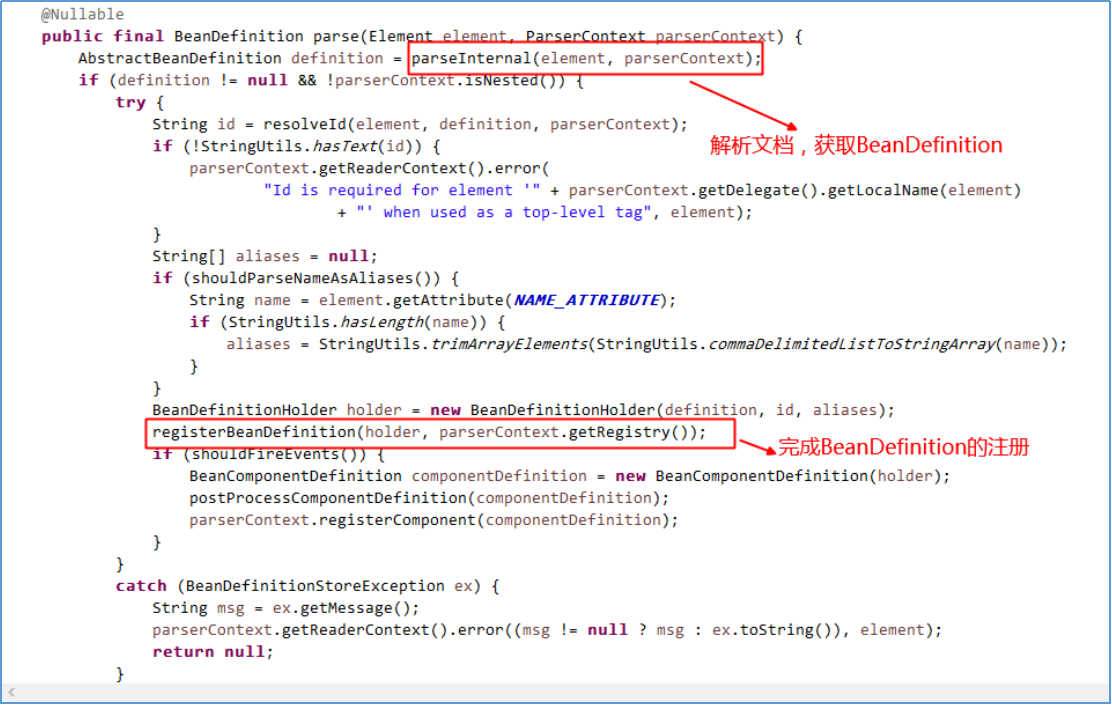 @Nullable
public final BeanDefinition parse(Element element, ParserContext parserContext) {
AbstractBeanDefinition definition = parseInternal(element, parserContext);
if (definition != null && !parserContext.isNested()) {
try {
String id = resolveId(element, definition, parserContext);
解析文档，获取BeanDefinition
if (!StringUtils.hasText(id)) {
parserContext.getReaderContext().error(
"Id is required for element '" + parserContext.getDelegate().getLocalName(element)
+ "' when used as a top-level tag", element);
}
String[] aliases = null;
if (shouldParseNameAsAliases()) {
String name = element.getAttribute(NAME_ATTRIBUTE);
if (StringUtils.hasLength(name)) {
aliases = StringUtils.trimArrayElements(StringUtils.commaDelimitedListToStringArray(name));
}
}
BeanDefinitionHolder holder = new BeanDefinitionHolder(definition, id, aliases);
registerBeanDefinition(holder, parserContext.getRegistry());
完成BeanDefinition的注册
if (shouldFireEvents()) {
BeanComponentDefinition componentDefinition = new BeanComponentDefinition(holder);
postProcessComponentDefinition(componentDefinition);
parserContext.registerComponent(componentDefinition);
}
}
catch (BeanDefinitionStoreException ex) {
String msg = ex.getMessage();
parserContext.getReaderContext().error((msg != null ? msg : ex.toString()), element);
return null;
}